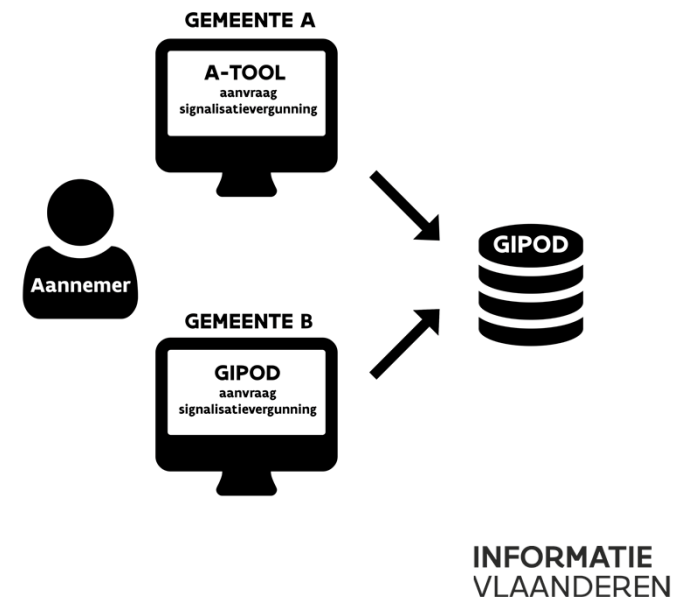 GEMEENTE A
A-TOOL
aanvraag
signalisatievergunning
Aannemer
GIPOD
GEMEENTE B
GIPOD
aanvraag
signalisatievergunning
INFORMATIE
VLAANDEREN